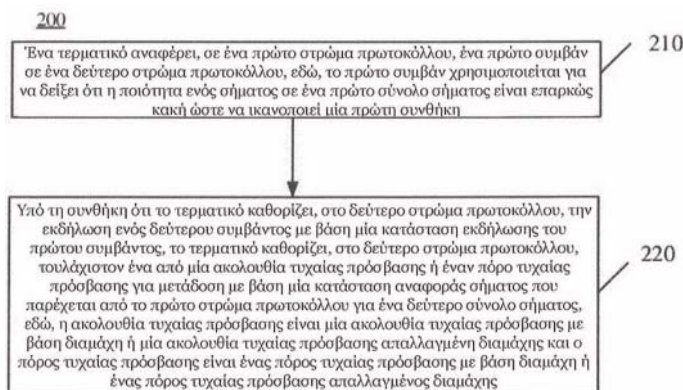 200
Ένα τερματικό αναφέρει, σε ένα πρώτο στρώμα πρωτοκόλλου, ένα πρώτο συμβάν
σε ένα δεύτερο στρώμα πρωτοκόλλου, εδώ, το πρώτο συμβάν χρησιμοποιείται για
να δείξει ότι η ποιότητα ενός σήματος σε ένα πρώτο σύνολο σήματος είναι επαρκώς
κακή ώστε να ικανοποιεί μία πρώτη συνθήκη
210
Υπό τη συνθήκη ότι το τερματικό καθορίζει, στο δεύτερο στρώμα πρωτοκόλλου, την
εκδήλωση ενός δεύτερου συμβάντος με βάση μία κατάσταση εκδήλωσης του
πρώτου συμβάντος, το τερματικό καθορίζει, στο δεύτερο στρώμα πρωτοκόλλου,
τουλάχιστον ένα από μία ακολουθία τυχαίας πρόσβασης ή έναν πόρο τυχαίας
πρόσβασης για μετάδοση με βάση μία κατάσταση αναφοράς σήματος που
παρέχεται από το πρώτο στρώμα πρωτοκόλλου για ένα δεύτερο σύνολο σήματος,
εδώ, η ακολουθία τυχαίας πρόσβασης είναι μία ακολουθία τυχαίας πρόσβασης με
βάση διαμάχη ή μία ακολουθία τυχαίας πρόσβασης απαλλαγμένη διαμάχης και ο
πόρος τυχαίας πρόσβασης είναι ένας πόρος τυχαίας πρόσβασης με βάση διαμάχη ή
ένας πόρος τυχαίας πρόσβασης απαλλαγμένος διαμάχης
220